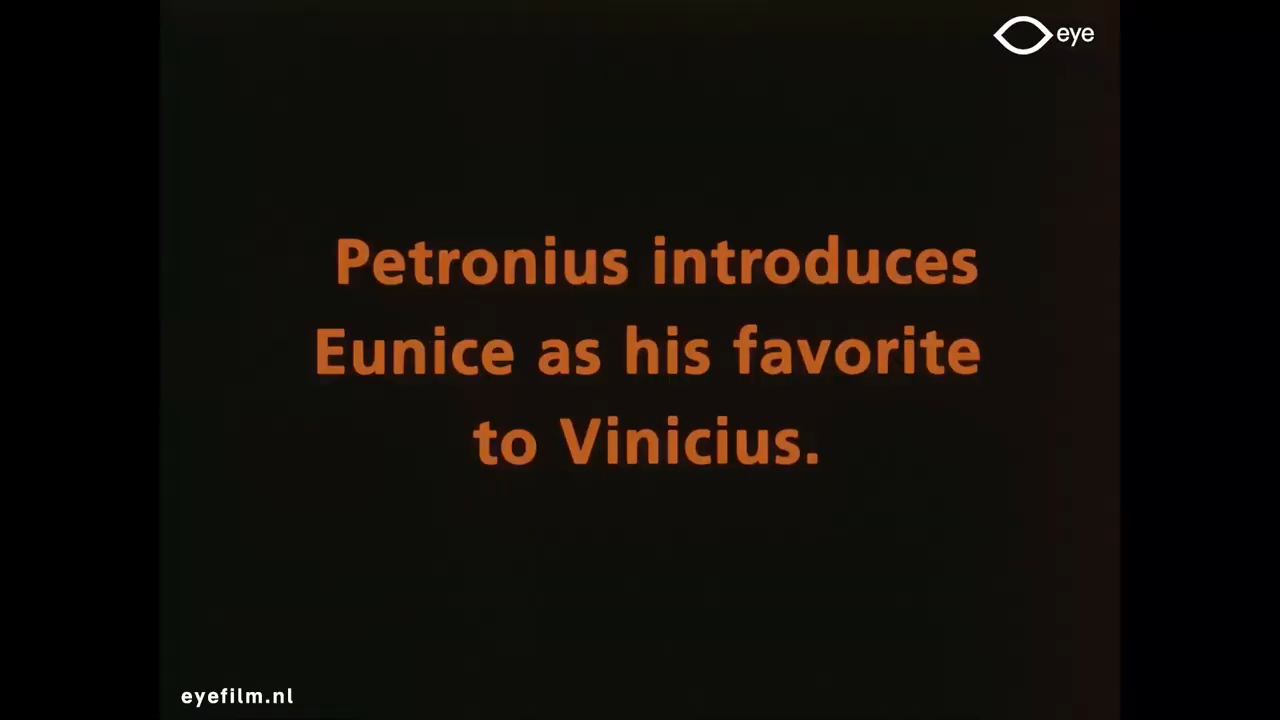 eye
Petronius introduces
Eunice as his favorite
to Vinicius.
eyefilm.nl